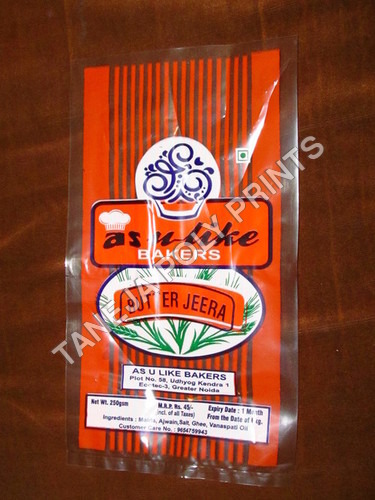 as u like
BAKERS
BUTTER JEERA
AS U LIKE BAKERS
Plot No. 58, Udhyog Kendra 1
Ecotec-3, Greater Noida
Net Wt. 250gsm
M.R.P. Rs. 45/-
(incl. of all Taxes)
Expiry Date : 1 Month
From the Date of Pkg.
Ingredients : Maida, Ajwain,Salt, Ghee, Vanaspati Oil
Customer Care No. : 9654759943
TANEJA POLY PRINTS